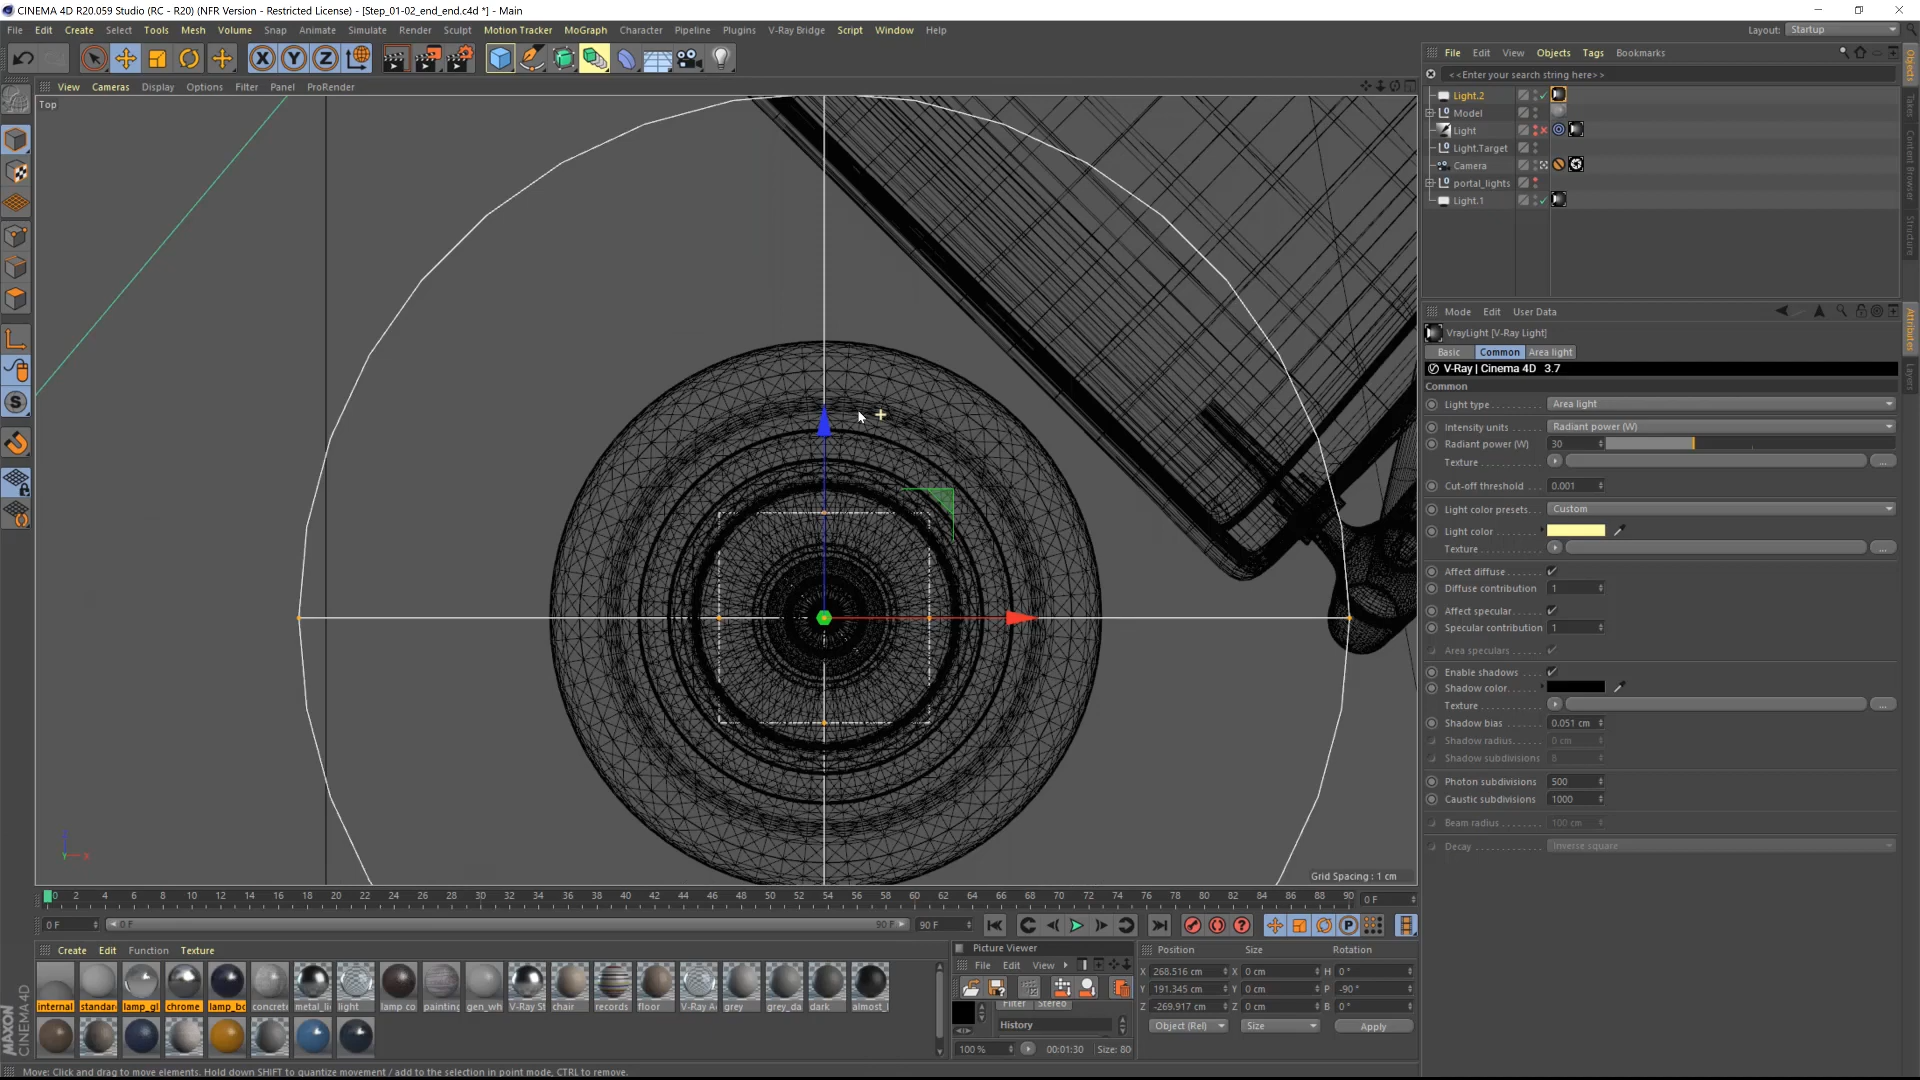 CINEMA 4D R20.059 Studio (RC - R20) (NFR Version - Restricted License) - [Step_01-02_end_end.c4d *] - Main
File Edit Create Select Tools Mesh Volume Snap Animate Simulate Render Sculpt Motion Tracker MoGraph Character Pipeline Plugins V-Ray Bridge Script Window Help
Layout: Startup
View Cameras Display Options Filter Panel ProRender
Top
File Edit View Objects Tags Bookmarks
<<Enter your search string here>>
Light.2
Model
Light
Light.Target
Camera
portal_lights
Light.1
Objects
Takes
Content Browser
Structure
Mode Edit User Data
VrayLight [V-Ray Light]
Basic Common Area light
V-Ray | Cinema 4D 3.7
Common
Light type Area light
Intensity units Radiant power (W)
Radiant power (W) 30
Texture ...
Cut-off threshold 0.001
Light color presets Custom
Light color
Texture ...
Affect diffuse
Diffuse contribution 1
Affect specular
Specular contribution 1
Area speculars
Enable shadows
Shadow color
Texture ...
Shadow bias 0.051 cm
Shadow radius 0 cm
Shadow subdivisions 8
Photon subdivisions 500
Caustic subdivisions 1000
Beam radius 100 cm
Decay Inverse square
Attributes
Layers
Grid Spacing : 1 cm
0 2 4 6 8 10 12 14 16 18 20 22 24 26 28 30 32 34 36 38 40 42 44 46 48 50 52 54 56 58 60 62 64 66 68 70 72 74 76 78 80 82 84 86 88 90 0 F
0 F 0 F 90 F 90 F
Create Edit Function Texture
internal standar lamp_gl chrome lamp_bo concrete metal_li light lamp co painting gen_wh V-Ray St chair records floor V-Ray A grey grey_da dark almost_
Picture Viewer
File Edit View
Filter Stereo
History
100 % 00:01:30 Size: 80
Position Size Rotation
X 268.516 cm X 0 cm H 0 °
Y 191.345 cm Y 0 cm P -90 °
Z -269.917 cm Z 0 cm B 0 °
Object (Rel) Size Apply
MAXON CINEMA 4D
Move: Click and drag to move elements. Hold down SHIFT to quantize movement / add to the selection in point mode, CTRL to remove.